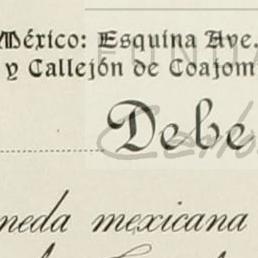 México: Esquina Ave.
y Callejón de Coajom
Debe
neda mexicana